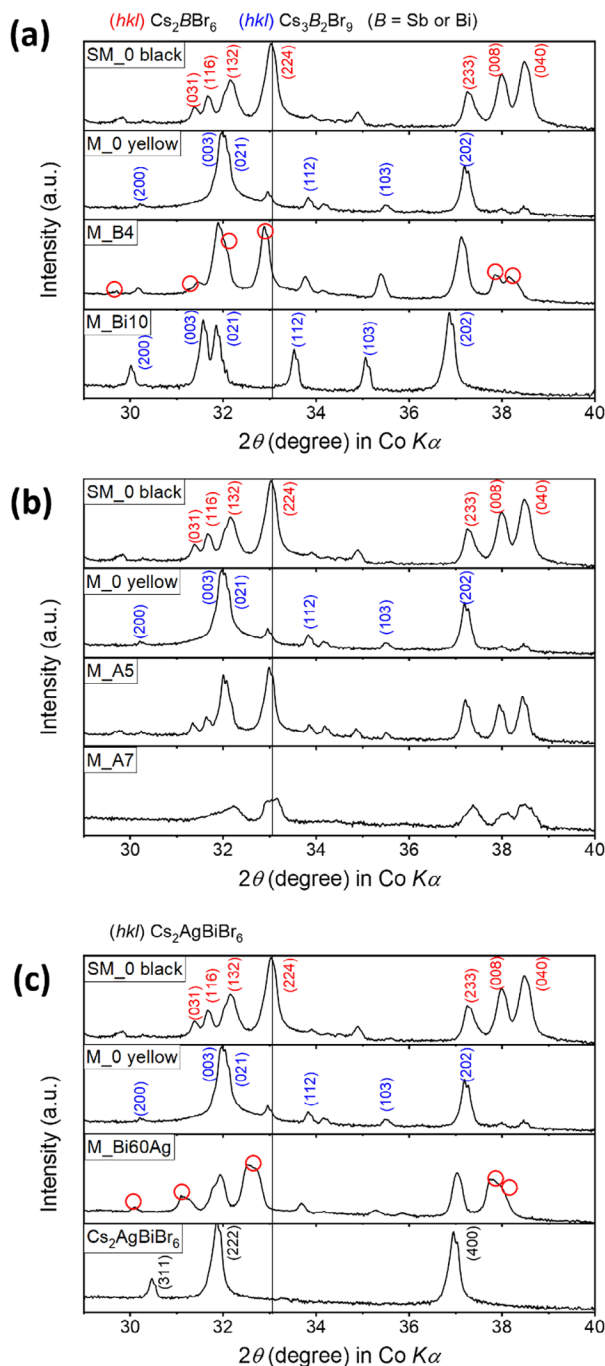 (a)
(hkl) Cs₂BBr₆ (hkl) Cs₃B₂Br₉ (B = Sb or Bi)
SM_0 black
(031) (116) (132) (224) (233) (008) (040)
M_0 yellow
(200) (003) (021) (112) (103) (202)
M_B4
M_Bi10
(200) (003) (021) (112) (103) (202)
Intensity (a.u.)
30 32 34 36 38 40
2θ (degree) in Co Kα
(b)
SM_0 black
(031) (116) (132) (224) (233) (008) (040)
M_0 yellow
(200) (003) (021) (112) (103) (202)
M_A5
M_A7
Intensity (a.u.)
30 32 34 36 38 40
2θ (degree) in Co Kα
(c)
(hkl) Cs₂AgBiBr₆
SM_0 black
(031) (116) (132) (224) (233) (008) (040)
M_0 yellow
(200) (003) (021) (112) (103) (202)
M_Bi60Ag
Cs₂AgBiBr₆
(311) (222) (400)
Intensity (a.u.)
30 32 34 36 38 40
2θ (degree) in Co Kα